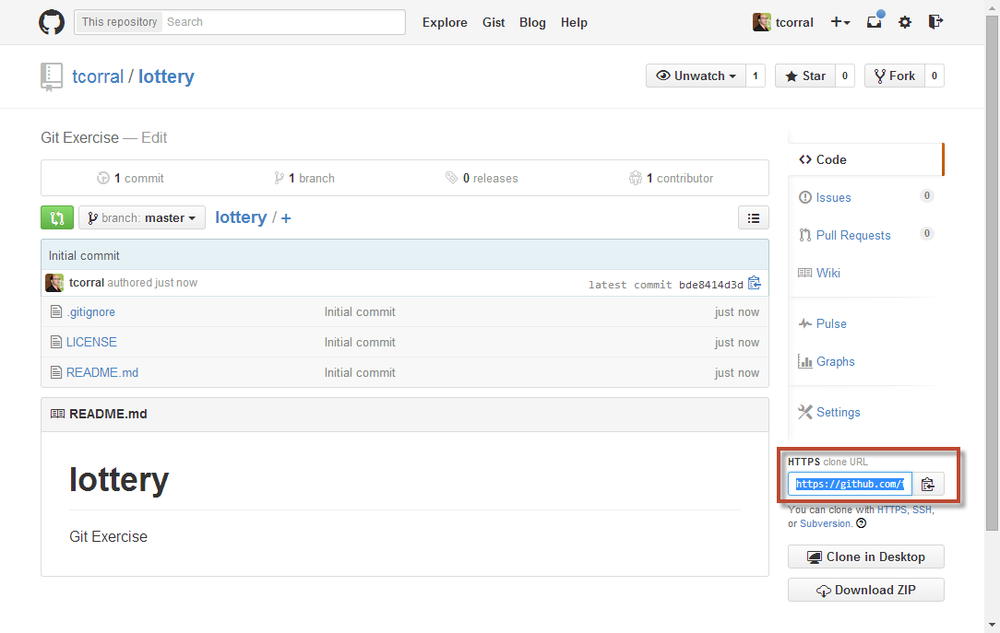 This repository Search Explore Gist Blog Help tcorral
tcorral / lottery Unwatch 1 Star 0 Fork 0
Git Exercise — Edit
1 commit 1 branch 0 releases 1 contributor
branch: master lottery / +
Initial commit
tcorral authored just now latest commit bde8414d3d
.gitignore Initial commit just now
LICENSE Initial commit just now
README.md Initial commit just now
README.md
lottery
Git Exercise
Code
Issues 0
Pull Requests 0
Wiki
Pulse
Graphs
Settings
HTTPS clone URL
https://github.com/
You can clone with HTTPS, SSH,
or Subversion.
Clone in Desktop
Download ZIP